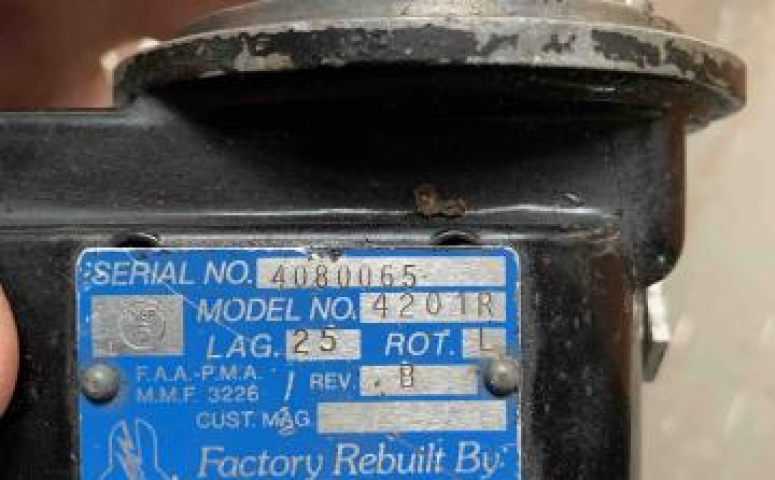 SERIAL NO. 4080065
MODEL NO. 4201R
LAG. 25 ROT. L
F.A.A.-P.M.A. / REV. B
M.M.F. 3226
CUST. MAG.
Factory Rebuilt By: